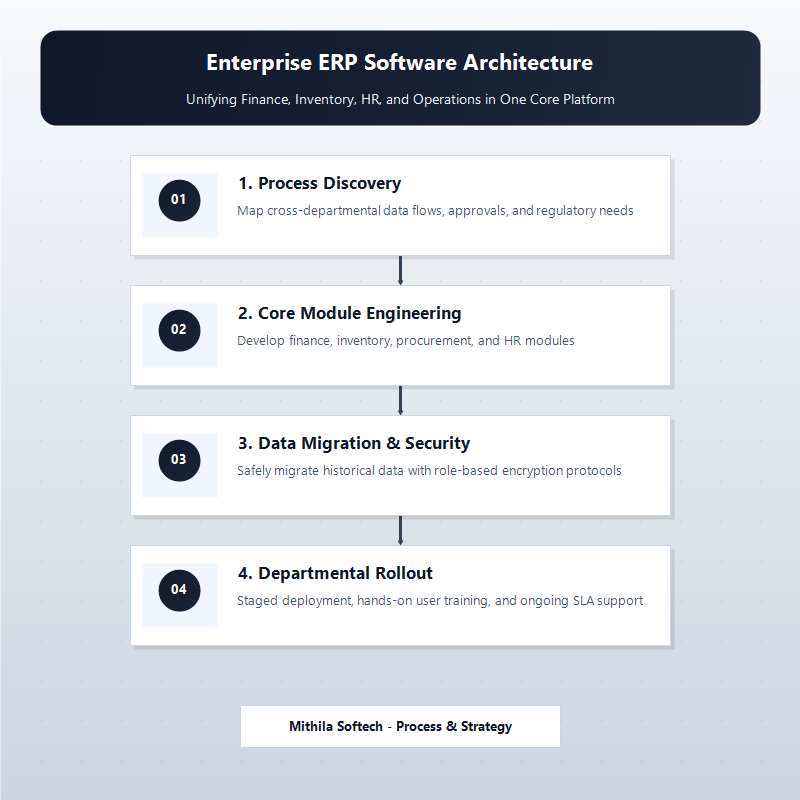 Enterprise ERP Software Architecture
Unifying Finance, Inventory, HR, and Operations in One Core Platform
01
1. Process Discovery
Map cross-departmental data flows, approvals, and regulatory needs
02
2. Core Module Engineering
Develop finance, inventory, procurement, and HR modules
03
3. Data Migration & Security
Safely migrate historical data with role-based encryption protocols
04
4. Departmental Rollout
Staged deployment, hands-on user training, and ongoing SLA support
Mithila Softech - Process & Strategy